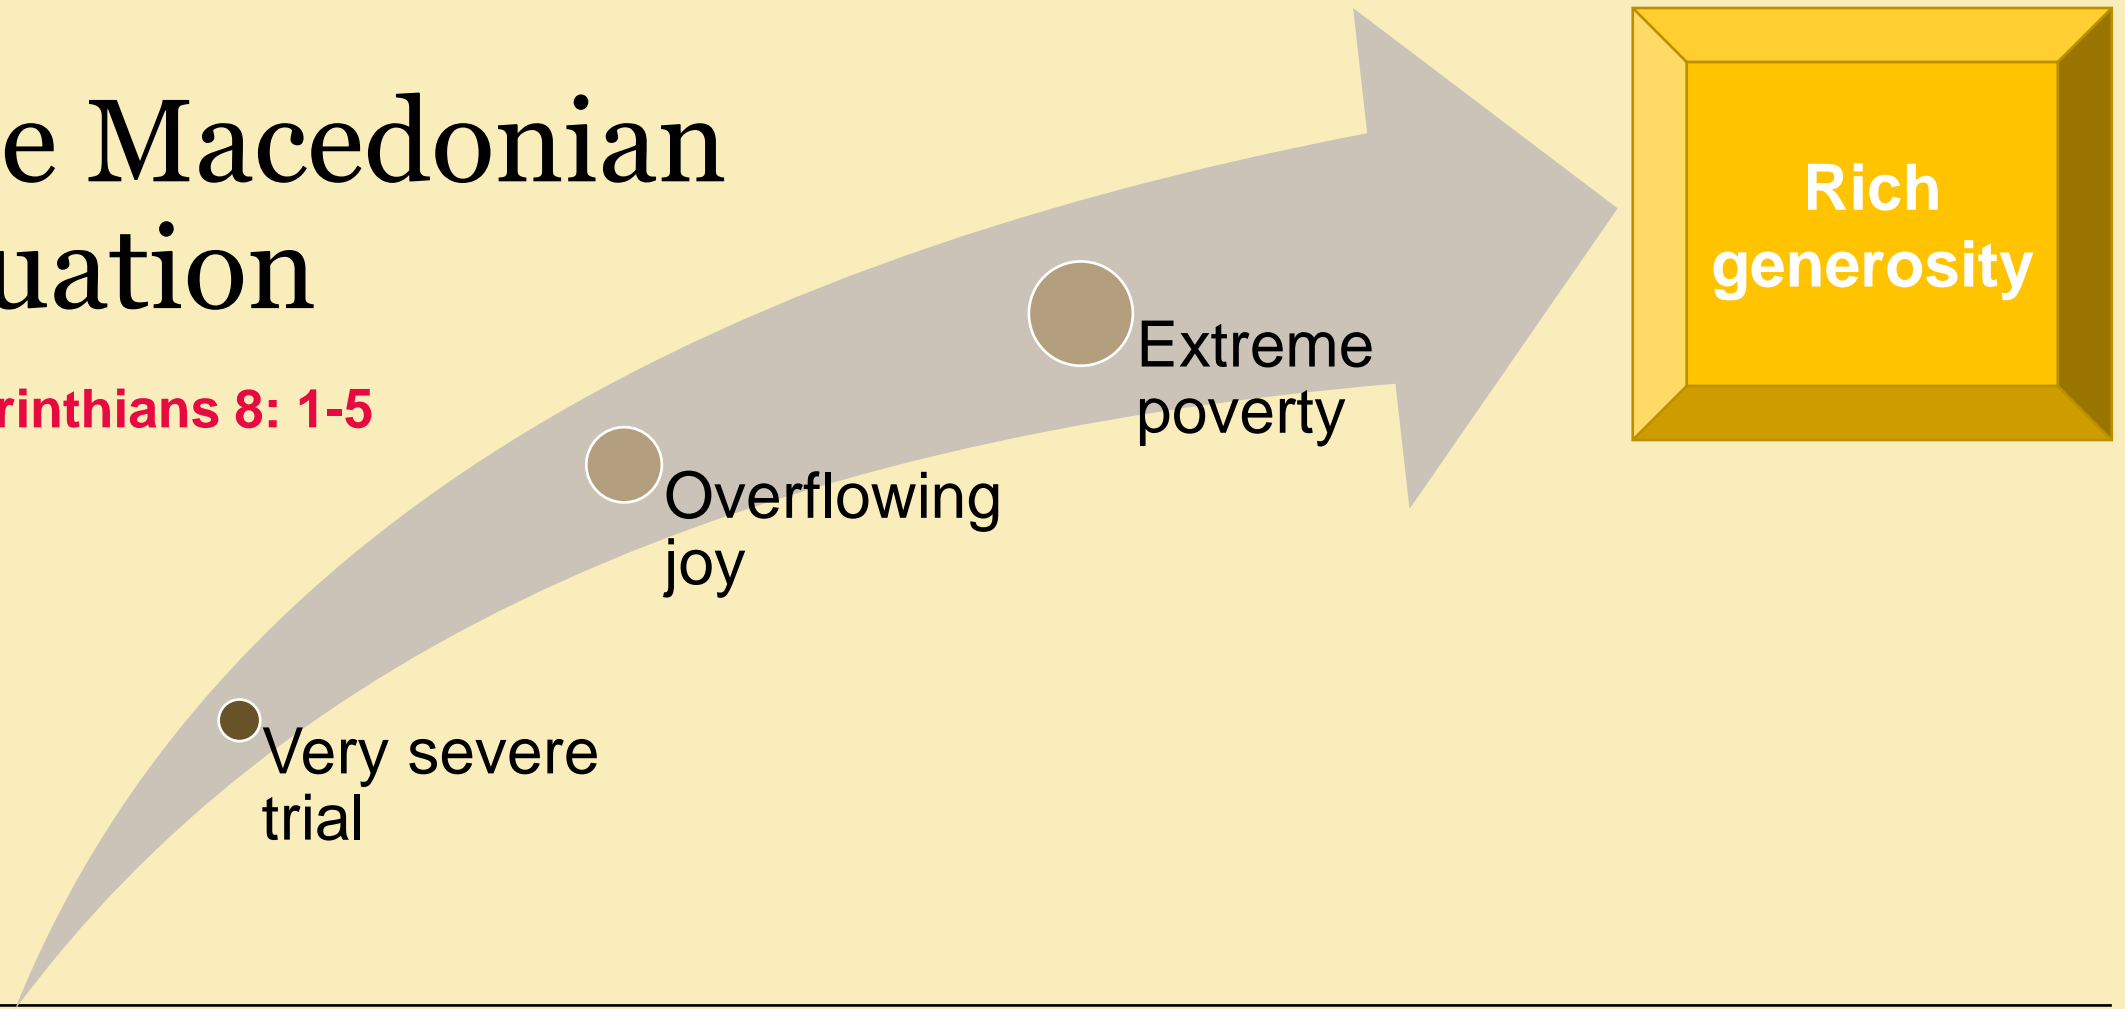 e Macedonian
uation
rinthians 8: 1-5
Rich
generosity
Extreme
poverty
Overflowing
joy
Very severe
trial